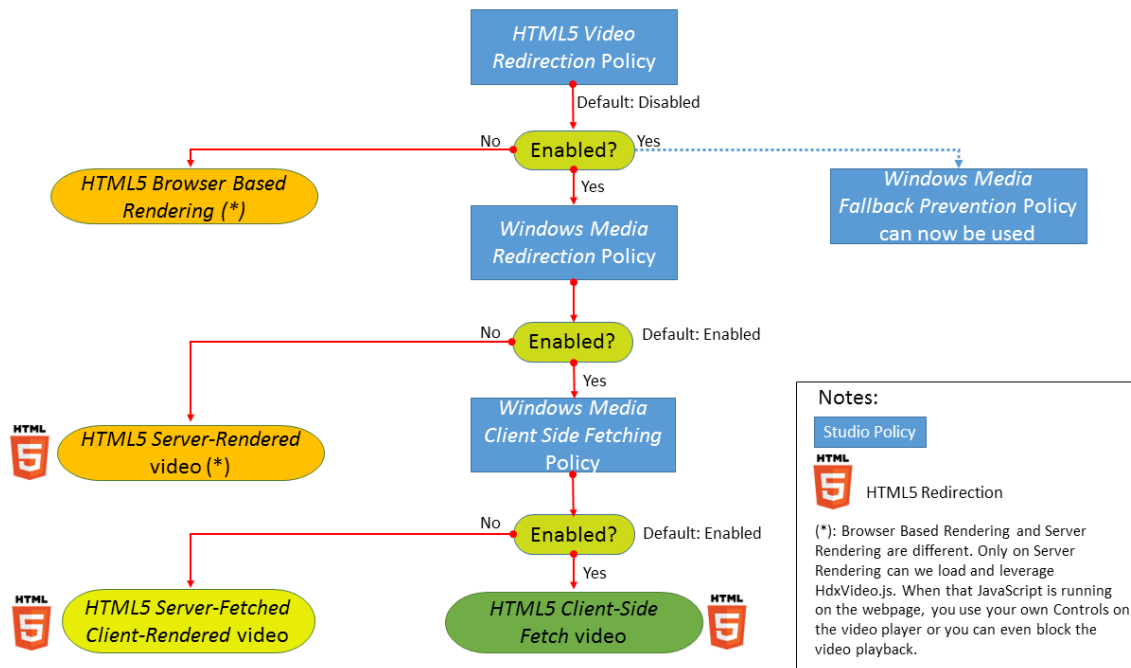 HTML5 Video
Redirection Policy
Default: Disabled
No
Enabled?
Yes
HTML5 Browser Based
Rendering (*)
Yes
Windows Media
Fallback Prevention Policy
can now be used
Windows Media
Redirection Policy
No
Enabled?
Default: Enabled
Yes
HTML
5
HTML5 Server-Rendered
video (*)
Windows Media
Client Side Fetching
Policy
No
Enabled?
Default: Enabled
Yes
HTML
5
HTML5 Server-Fetched
Client-Rendered video
HTML5 Client-Side
Fetch video
HTML
5
Notes:
Studio Policy
HTML
5
HTML5 Redirection
(*): Browser Based Rendering and Server
Rendering are different. Only on Server
Rendering can we load and leverage
HdxVideo.js. When that JavaScript is running
on the webpage, you use your own Controls on
the video player or you can even block the
video playback.